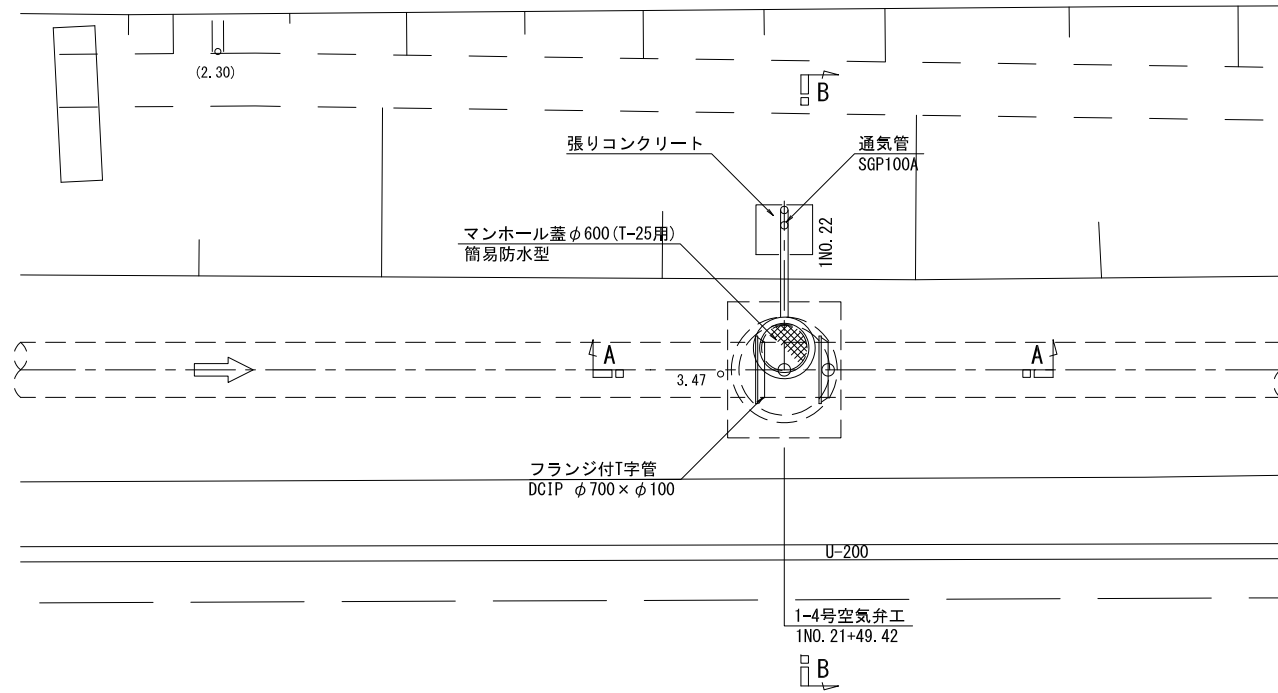 (2.30)
B
張りコンクリート
通気管
SGP100A
マンホール蓋φ600(T-25用)
簡易防水型
1NO.22
A
A
3.47
フランジ付T字管
DCIP φ700×φ100
U-200
1-4号空気弁工
1NO.21+49.42
B